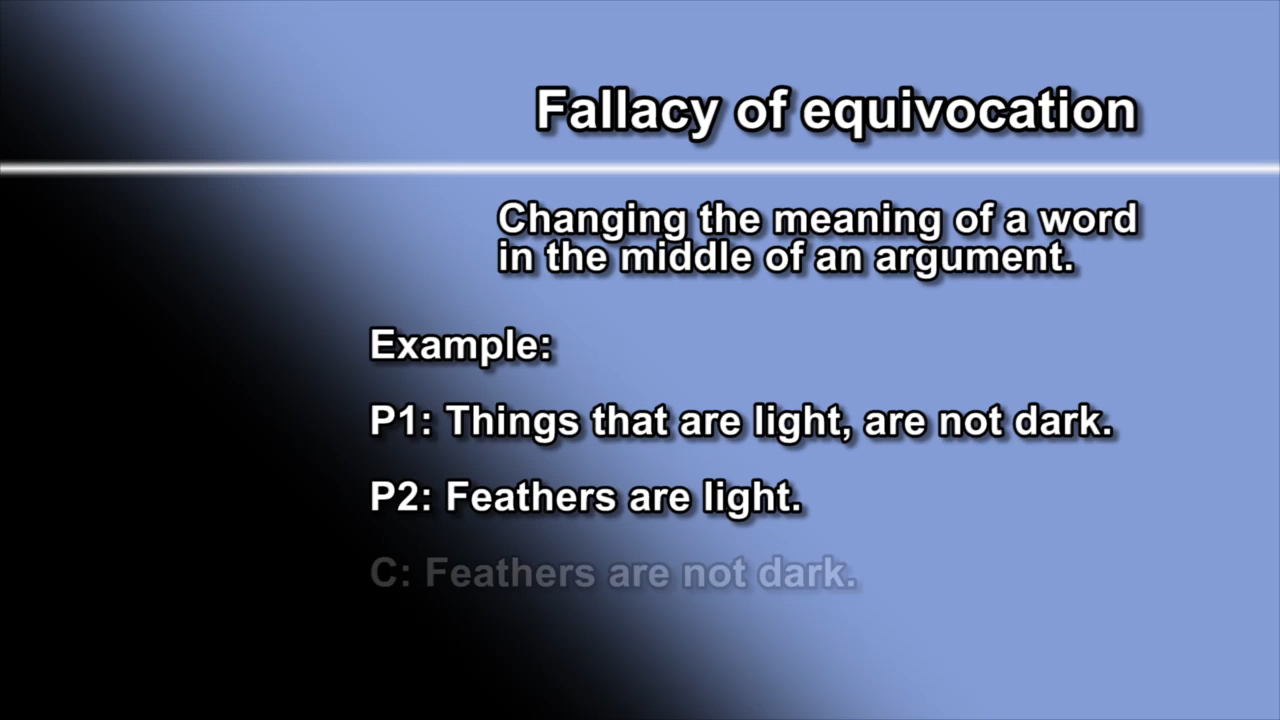 Fallacy of equivocation
Changing the meaning of a word
in the middle of an argument.
Example:
P1: Things that are light, are not dark.
P2: Feathers are light.
C: Feathers are not dark.